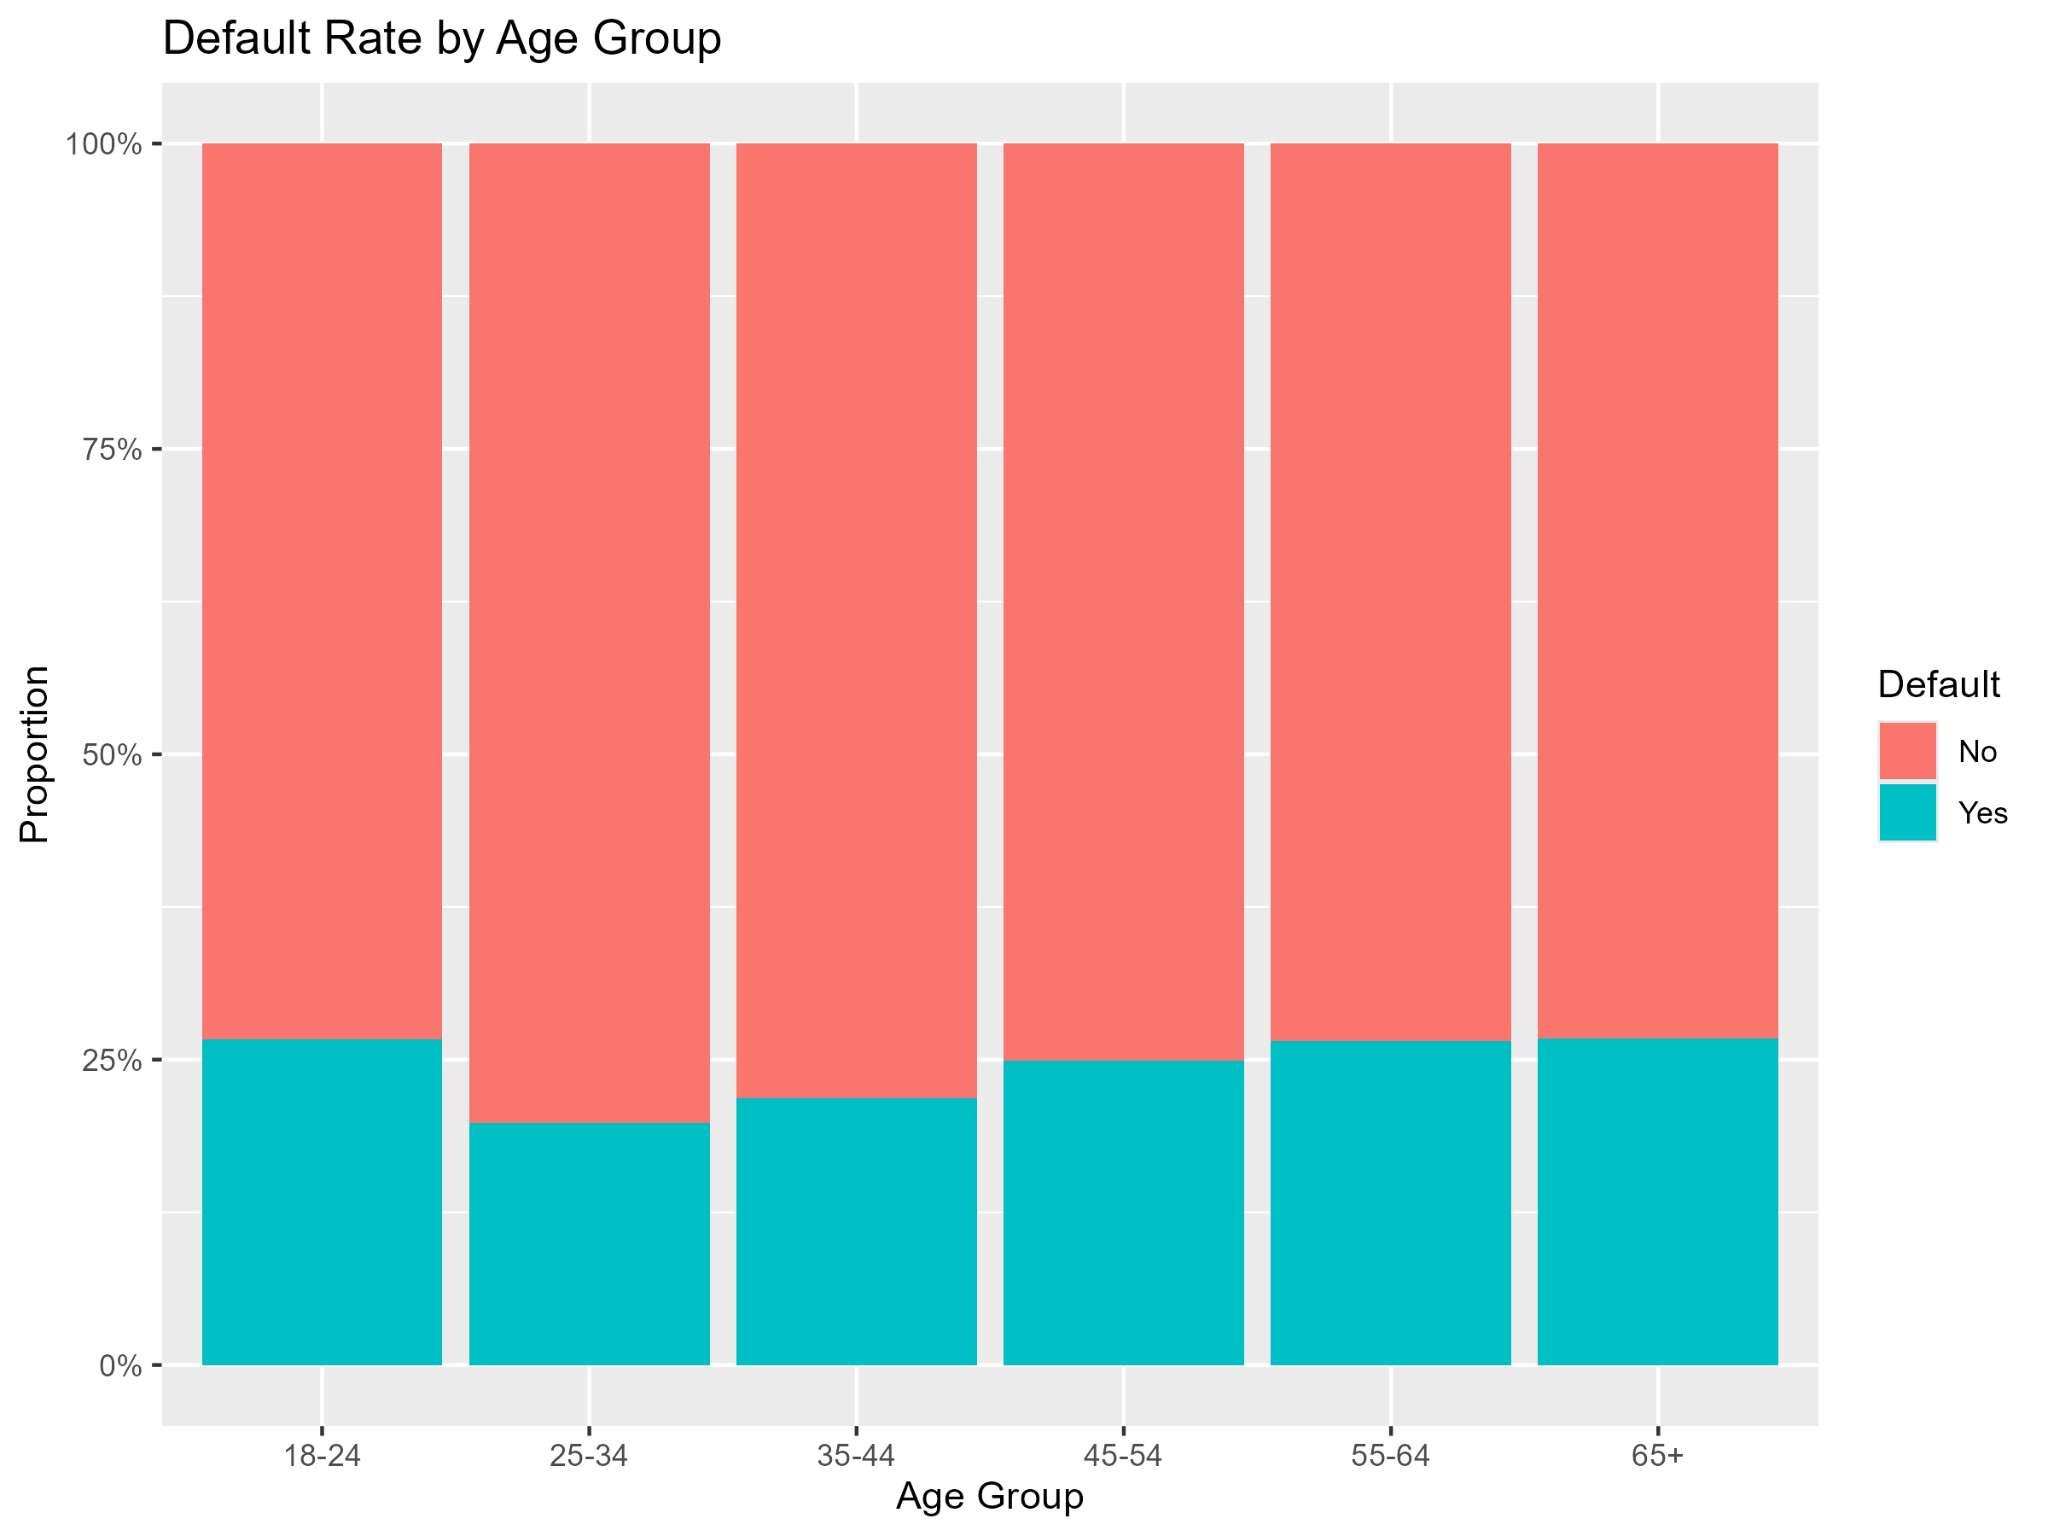 Default Rate by Age Group
100%
75%
50%
25%
0%
Proportion
18-24
25-34
35-44
45-54
55-64
65+
Age Group
Default
No
Yes